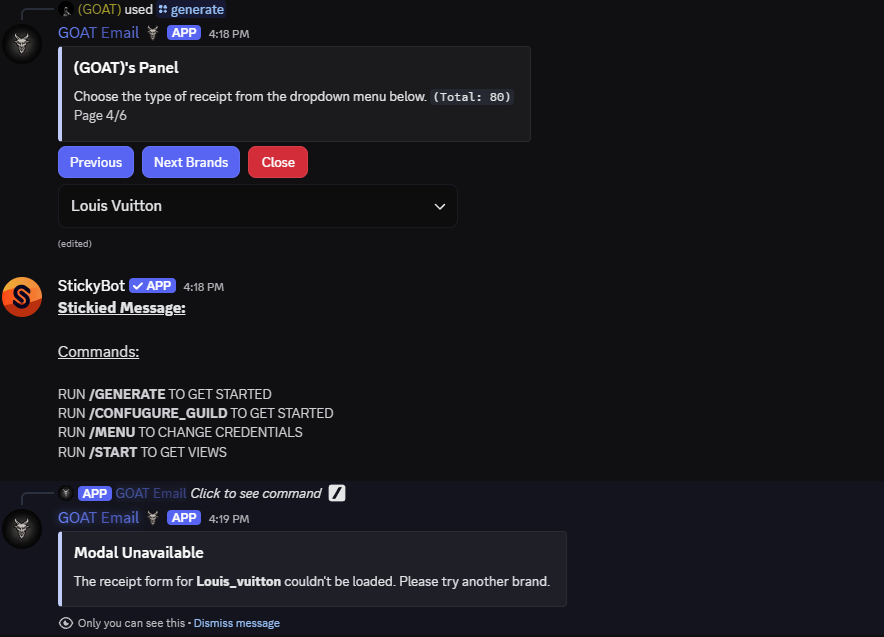 (GOAT) used generate
GOAT Email APP 4:18 PM
(GOAT)'s Panel
Choose the type of receipt from the dropdown menu below. (Total: 80)
Page 4/6
Previous Next Brands Close
Louis Vuitton
(edited)
StickyBot APP 4:18 PM
Stickied Message:
Commands:
RUN /GENERATE TO GET STARTED
RUN /CONFUGURE_GUILD TO GET STARTED
RUN /MENU TO CHANGE CREDENTIALS
RUN /START TO GET VIEWS
APP GOAT Email Click to see command
GOAT Email APP 4:19 PM
Modal Unavailable
The receipt form for Louis_vuitton couldn't be loaded. Please try another brand.
Only you can see this • Dismiss message